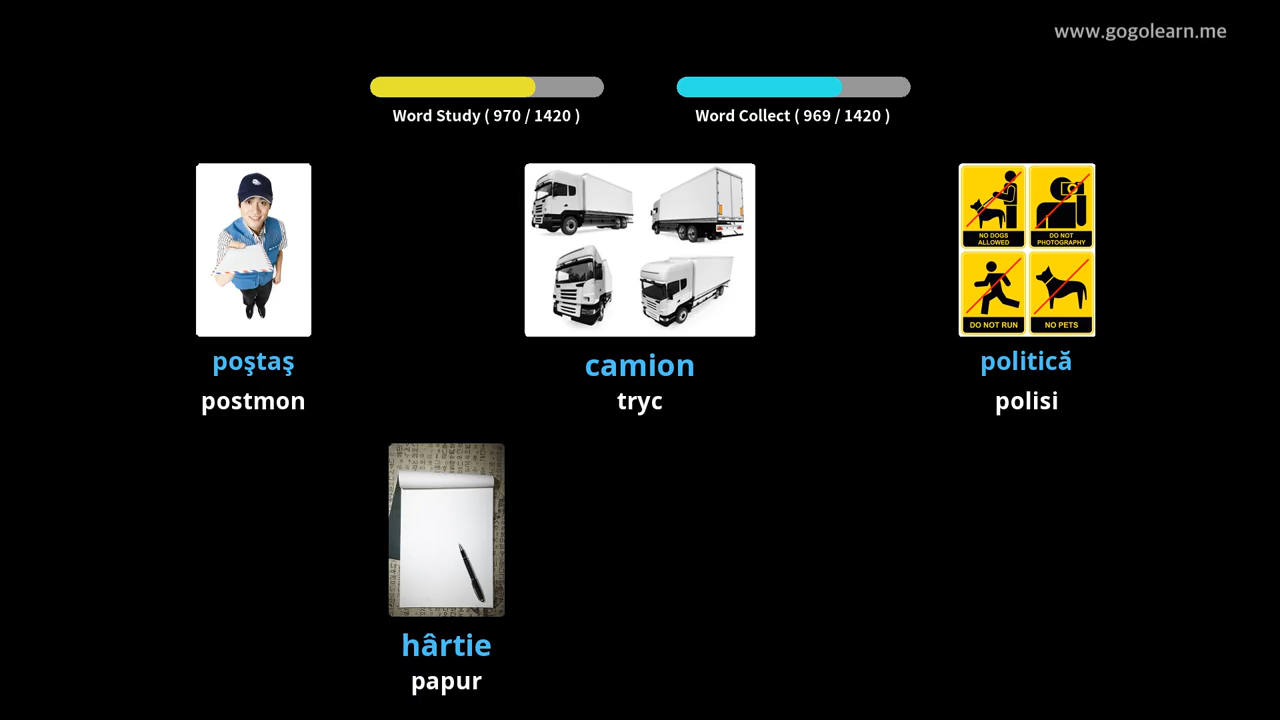 www.gogolearn.me
Word Study ( 970 / 1420 )
Word Collect ( 969 / 1420 )
NO DOGS
ALLOWED
DO NOT
PHOTOGRAPHY
DO NOT RUN
NO PETS
poştaş
postmon
camion
tryc
politică
polisi
hârtie
papur